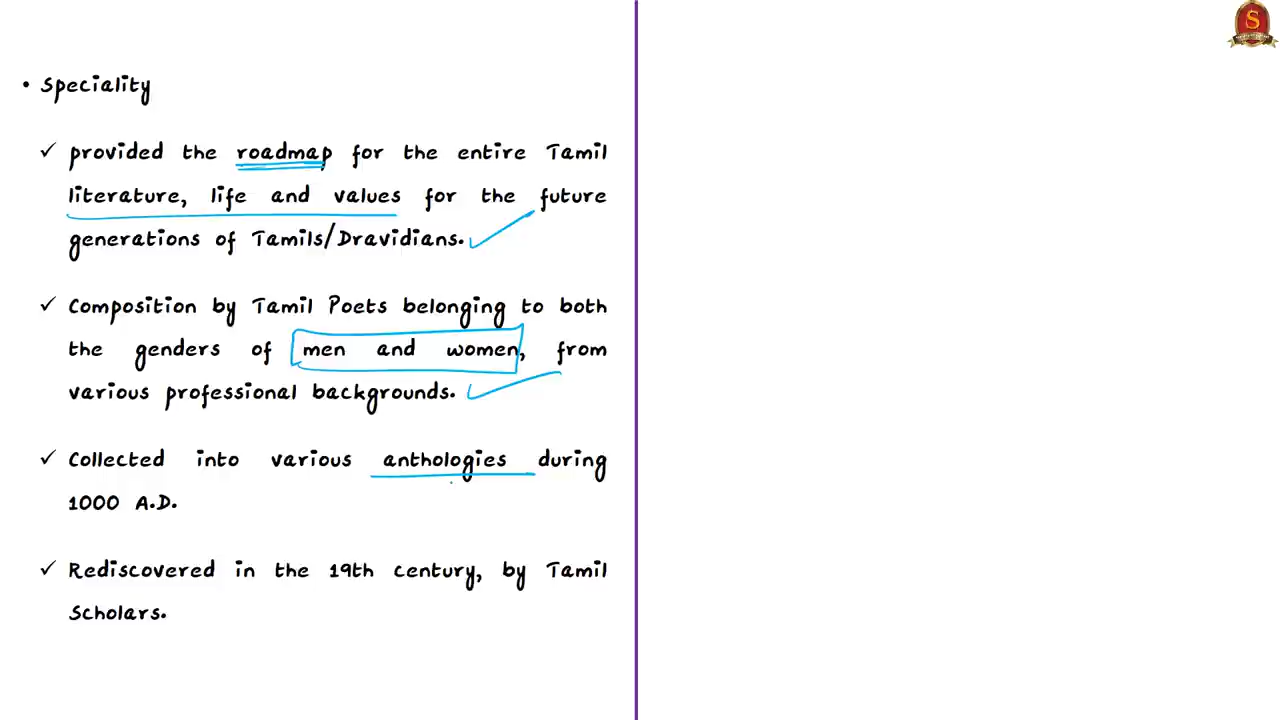 • Speciality
✓ provided the roadmap for the entire Tamil
literature, life and values for the future
generations of Tamils/Dravidians.
✓ Composition by Tamil Poets belonging to both
the genders of men and women, from
various professional backgrounds.
✓ Collected into various anthologies during
1000 A.D.
✓ Rediscovered in the 19th century, by Tamil
Scholars.
S